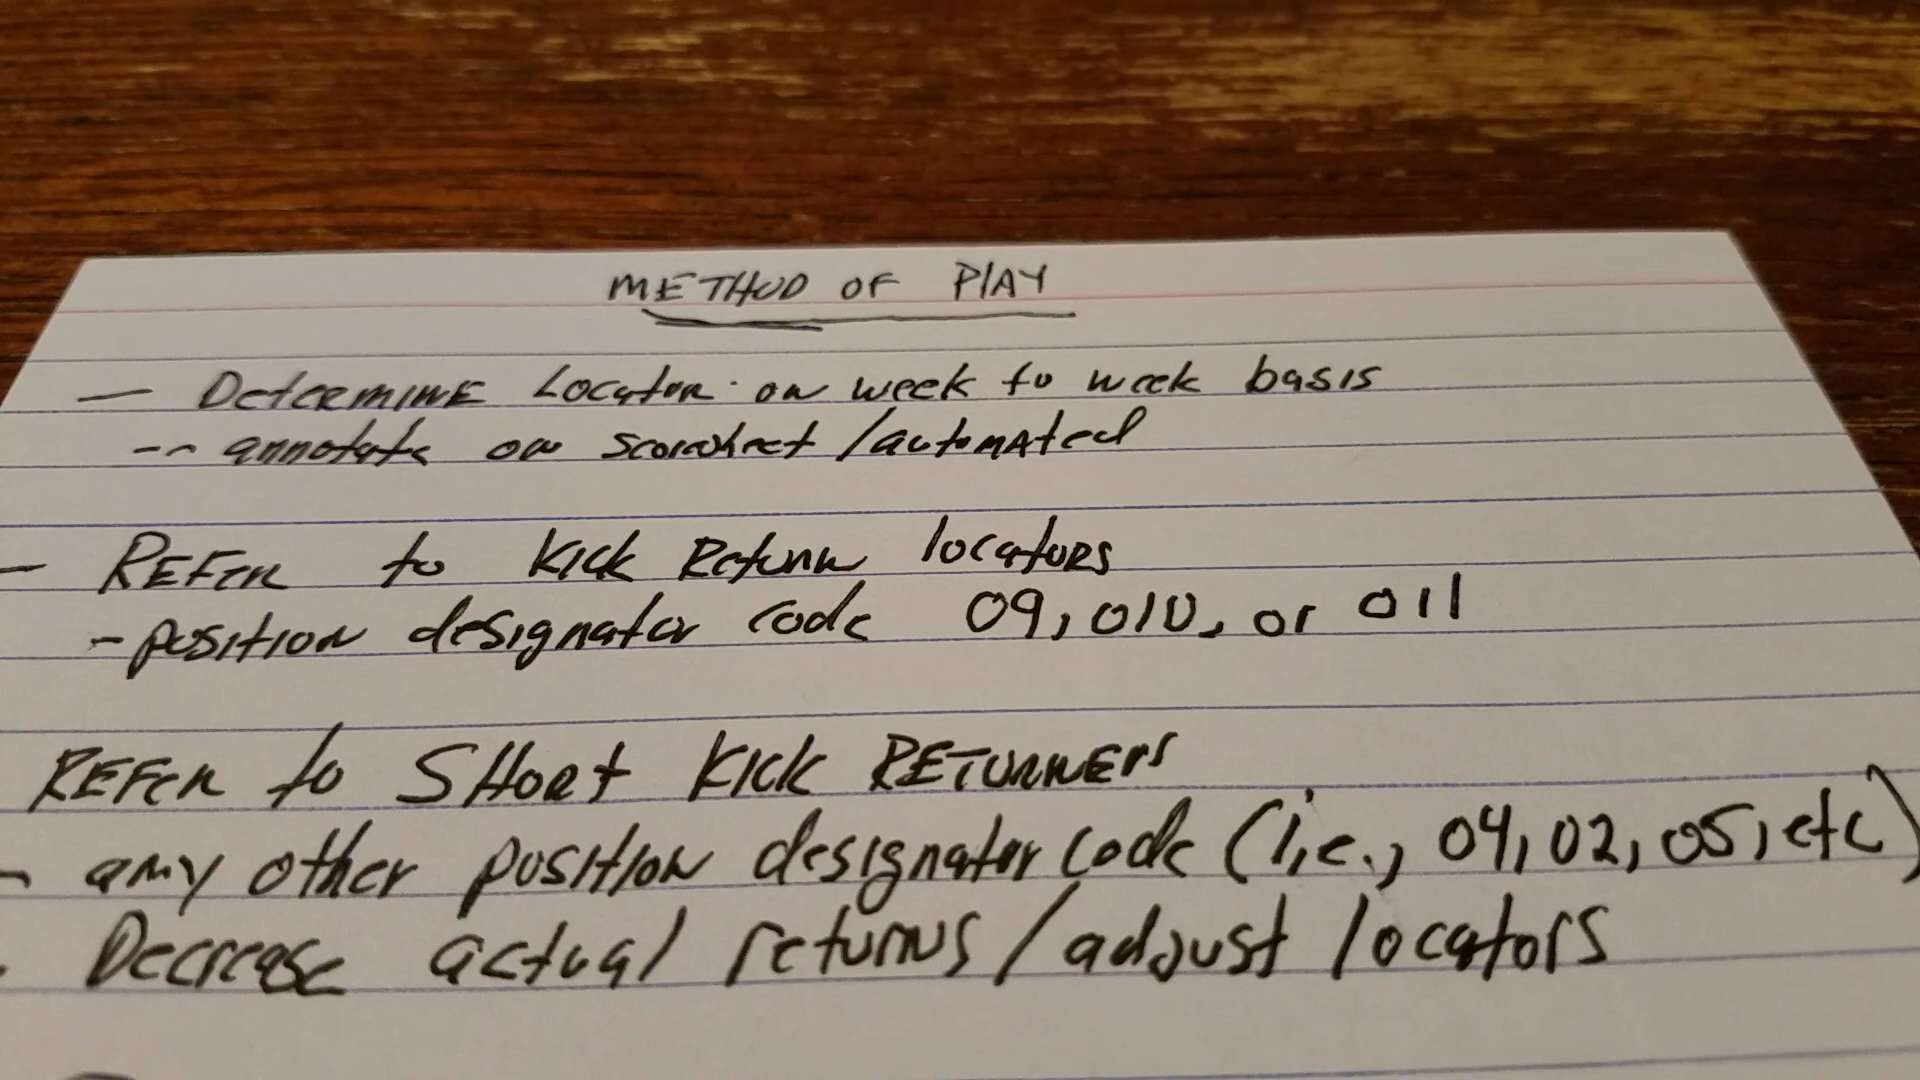 METHOD OF PLAY
— Determine Locator on week to week basis
-- annotate on scoresheet /automated
- Refer to Kick Return locators
- position designator code 09, 010, or 011
Refer to Short Kick Returners
- any other position designator code (i.e., 04, 02, 05, etc)
- Decrease actual returns / adjust locators